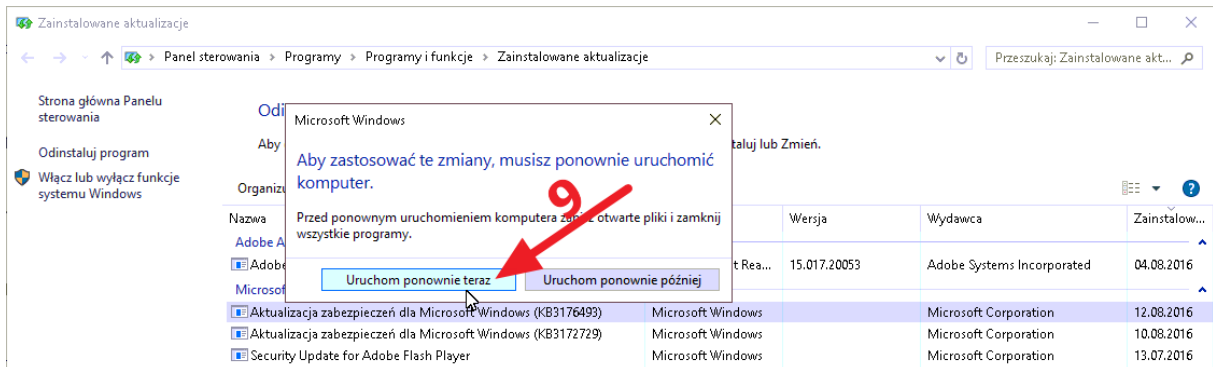 Zainstalowane aktualizacje
Panel sterowania > Programy > Programy i funkcje > Zainstalowane aktualizacje
Przeszukaj: Zainstalowane akt...
Strona główna Panelu
sterowania
Odinstaluj program
Włącz lub wyłącz funkcje
systemu Windows
Odi
Aby
taluj lub Zmień.
Microsoft Windows
Aby zastosować te zmiany, musisz ponownie uruchomić
komputer.
9
Przed ponownym uruchomieniem komputera zapisz otwarte pliki i zamknij
wszystkie programy.
Uruchom ponownie teraz
Uruchom ponownie później
Organizu
Nazwa
Wersja
Wydawca
Zainstalow...
Adobe A
Adobe
t Rea...
15.017.20053
Adobe Systems Incorporated
04.08.2016
Microsof
Aktualizacja zabezpieczeń dla Microsoft Windows (KB3176493) Microsoft Windows Microsoft Corporation 12.08.2016
Aktualizacja zabezpieczeń dla Microsoft Windows (KB3172729) Microsoft Windows Microsoft Corporation 10.08.2016
Security Update for Adobe Flash Player Microsoft Windows Microsoft Corporation 13.07.2016